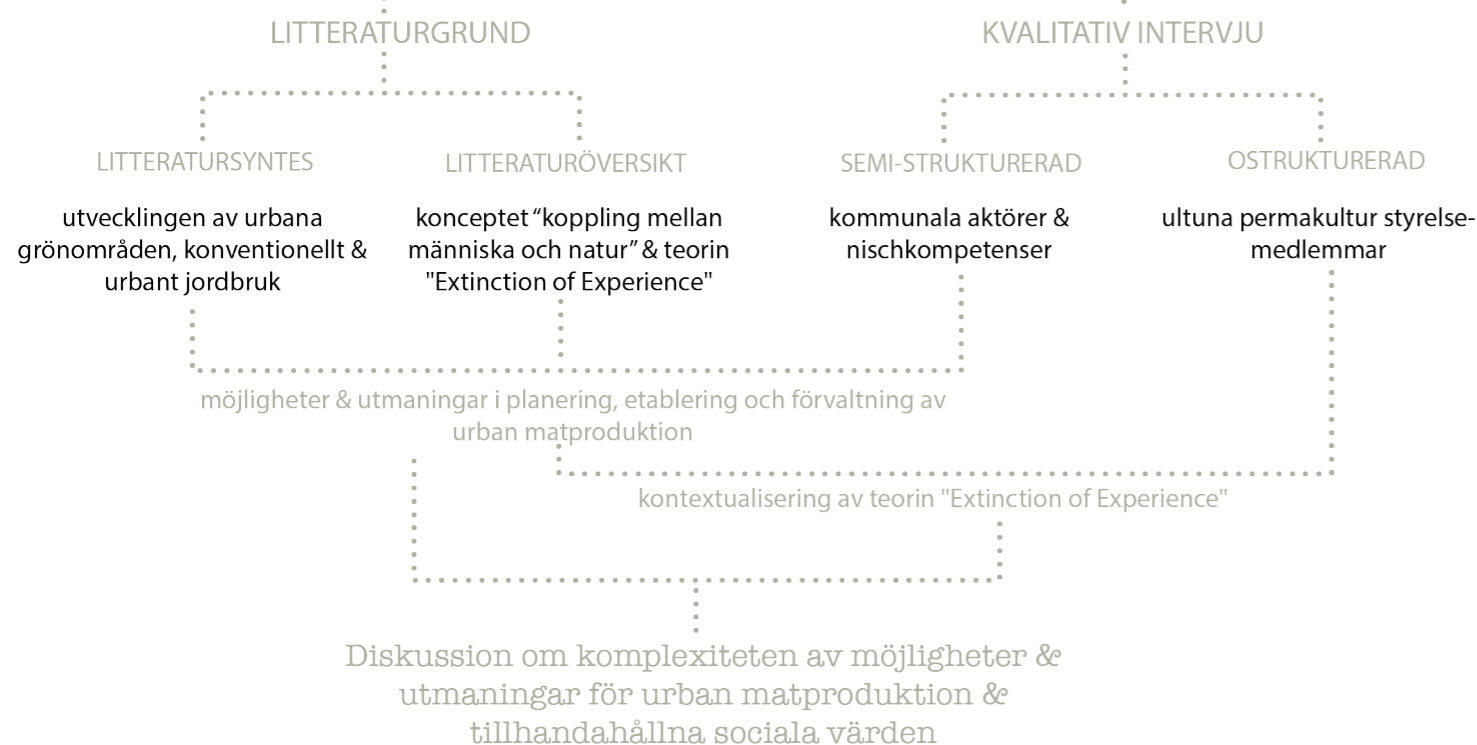 LITTERATURGRUND
KVALITATIV INTERVJU
LITTERATURSYNTES
utvecklingen av urbana
grönområden, konventionellt &
urbant jordbruk
LITTERATURÖVERSIKT
konceptet “koppling mellan
människa och natur” & teorin
"Extinction of Experience"
SEMI-STRUKTURERAD
kommunala aktörer &
nischkompetenser
OSTRUKTURERAD
ultuna permakultur styrelse-
medlemmar
möjligheter & utmaningar i planering, etablering och förvaltning av
urban matproduktion
kontextualisering av teorin "Extinction of Experience"
Diskussion om komplexiteten av möjligheter &
utmaningar för urban matproduktion &
tillhandahållna sociala värden